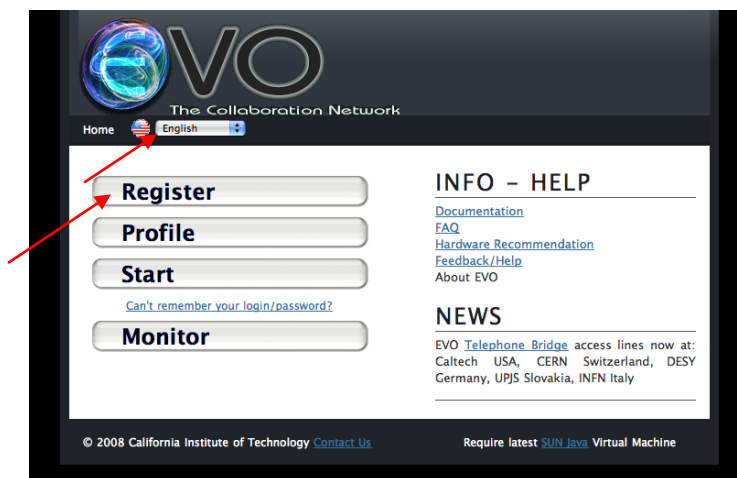 EVO
The Collaboration Network
Home English
Register
Profile
Start
Can't remember your login/password?
Monitor
INFO – HELP
Documentation
FAQ
Hardware Recommendation
Feedback/Help
About EVO
NEWS
EVO Telephone Bridge access lines now at:
Caltech USA, CERN Switzerland, DESY
Germany, UPJS Slovakia, INFN Italy
© 2008 California Institute of Technology Contact Us
Require latest SUN Java Virtual Machine